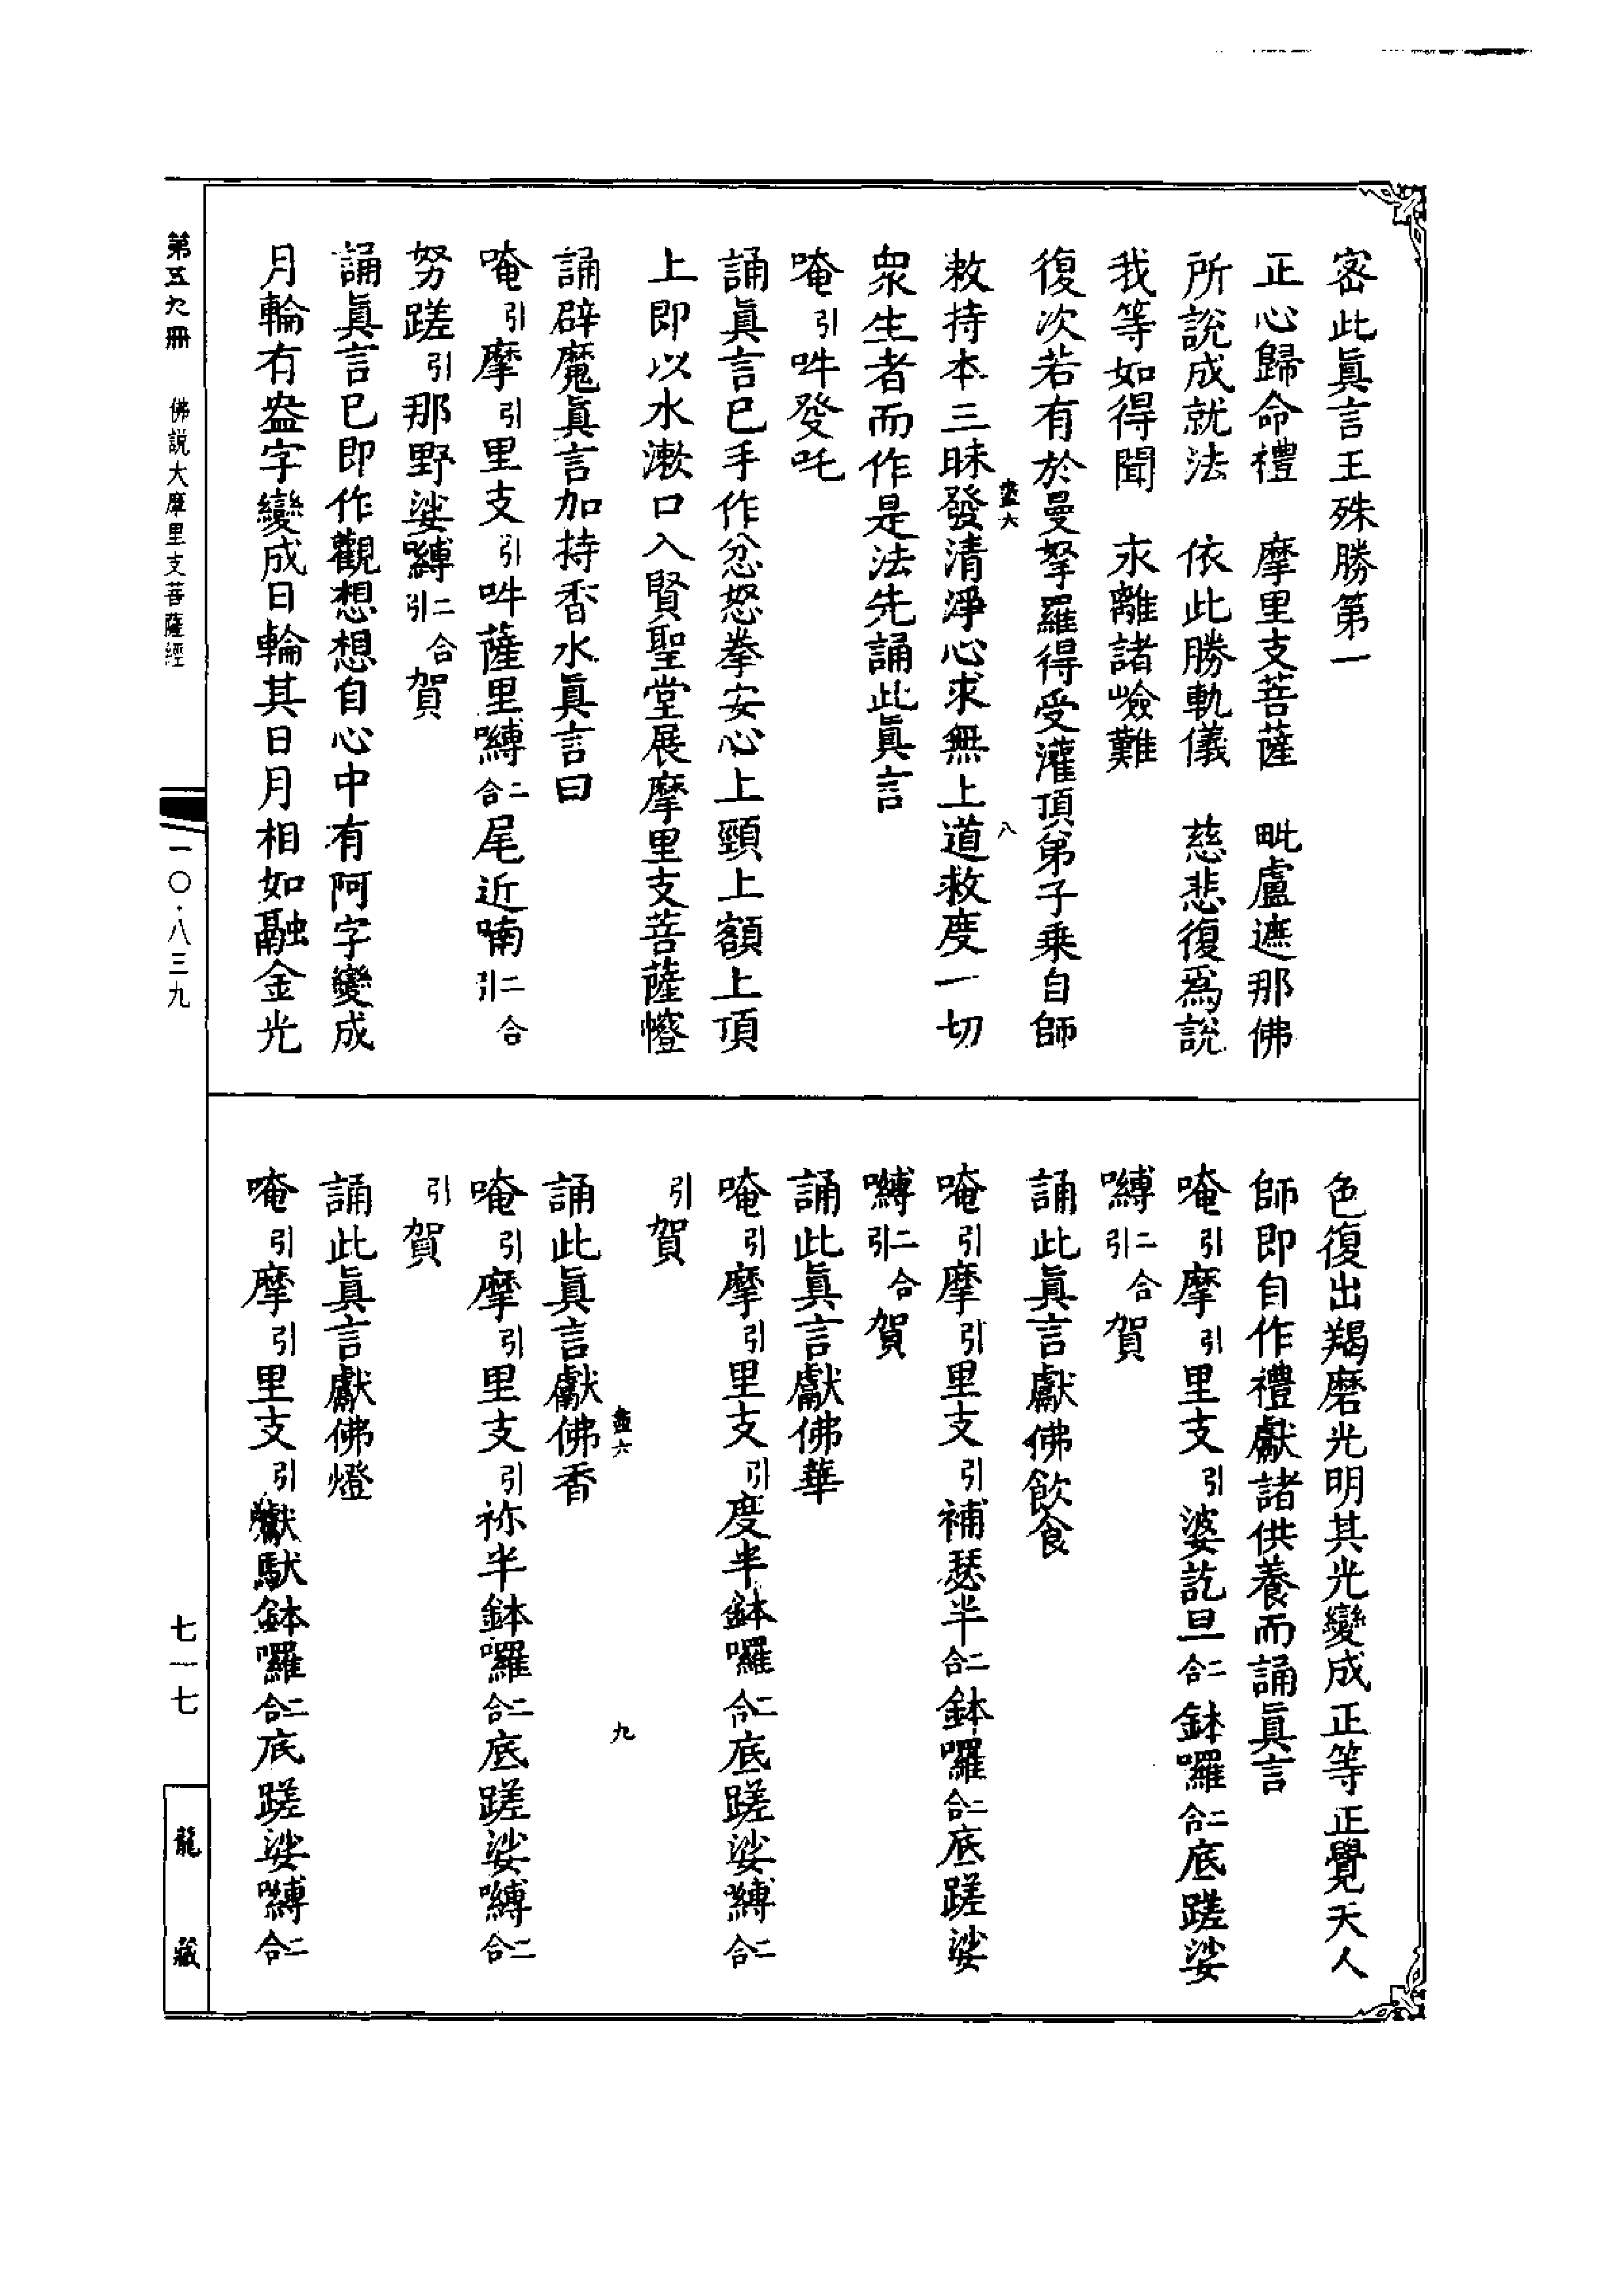 密此眞言王殊勝第一
正心歸命禮　摩里支菩薩　毗盧遮那佛
所說成就法　依此勝軌儀　慈悲復爲說
我等如得聞　永離諸嶮難
復次若有於曼拏羅得受灌頂弟子乘自師
敕持本三昧發清淨心求無上道救度一切
衆生者而作是法先誦此眞言
唵引吽發吒
誦眞言已手作忿怒拳安心上頸上額上頂
上即以水漱口入賢聖堂展摩里支菩薩㡧
誦辟魔眞言加持香水眞言曰
唵引摩引里支引吽薩里嚩二合尾近喃二合引
努蹉引那野娑嚩二合引賀
誦眞言已即作觀想想自心中有阿字變成
月輪有盎字變成日輪其日月相如融金光
色復出羯磨光明其光變成正等正覺天人
師即自作禮獻諸供養而誦眞言
唵引摩引里支引婆訖旦二合鉢囉二合底蹉娑
嚩二合引賀
誦此眞言獻佛飲食
唵引摩引里支引補瑟半二合鉢囉二合底蹉娑
嚩二合引賀
誦此眞言獻佛華
唵引摩引里支引度半鉢囉二合底蹉娑嚩二合
引賀
誦此眞言獻佛香
唵引摩引里支引祢半鉢囉二合底蹉娑嚩二合
引賀
誦此眞言獻佛燈
唵引摩引里支引馱鉢囉二合底蹉娑嚩二合
盎六
八
盎六
九
第五九冊　佛說大摩里支菩薩經
一〇·八三九
七一七
龍藏